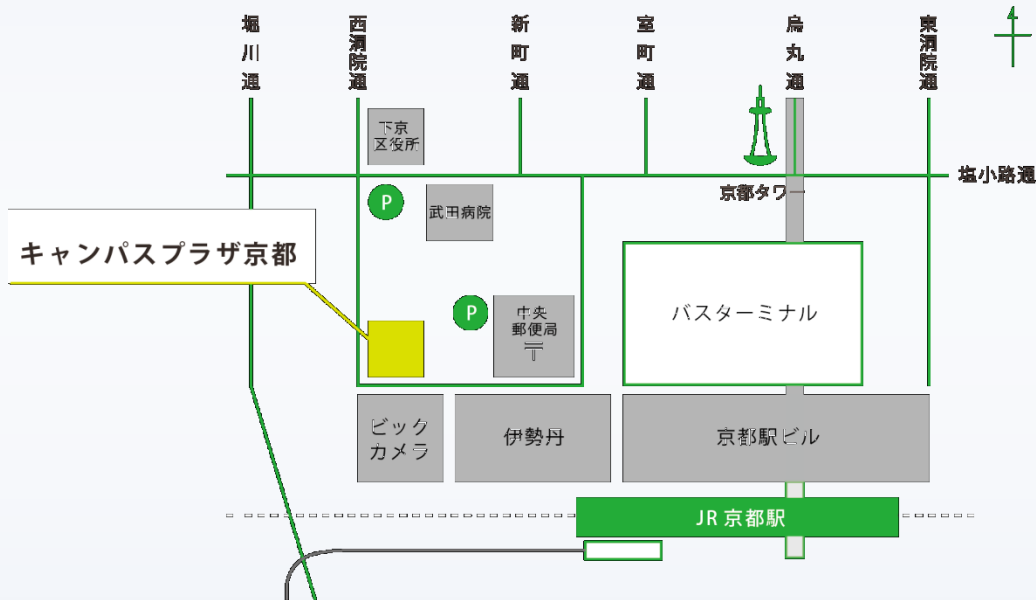 堀川通
西洞院通
新町通
室町通
烏丸通
東洞院通
下京
区役所
塩小路通
京都タワー
P
武田病院
キャンパスプラザ京都
P
中央
郵便局
〒
バスターミナル
ビック
カメラ
伊勢丹
京都駅ビル
JR 京都駅